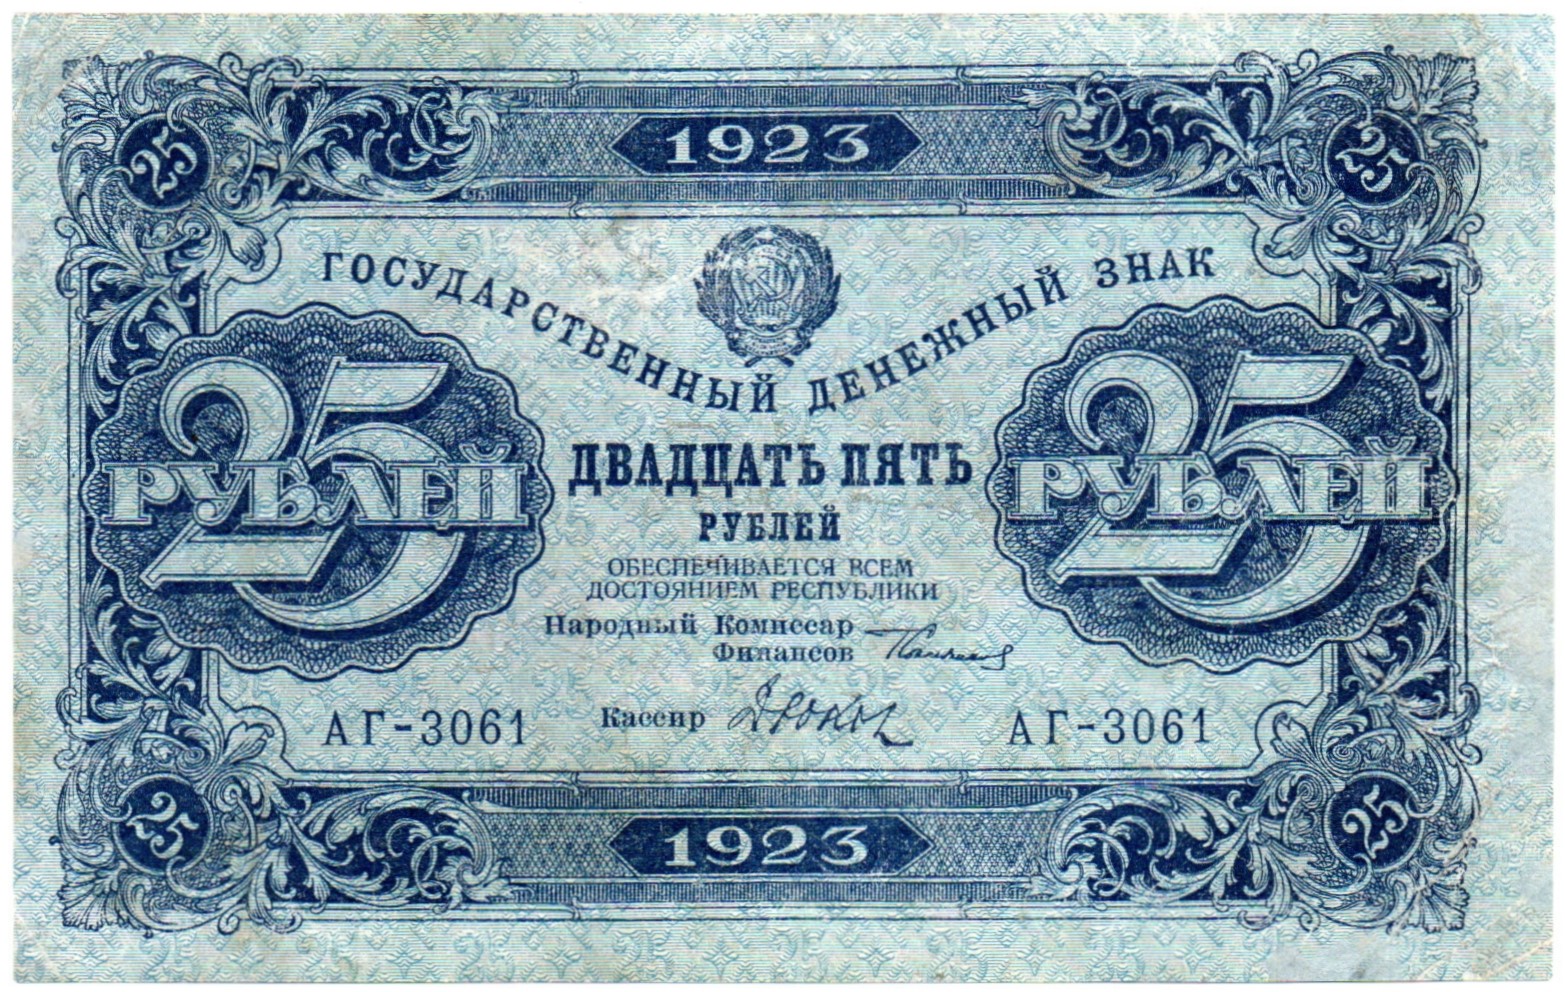 1923
25 25
ГОСУДАРСТВЕННЫЙ ДЕНЕЖНЫЙ ЗНАК
25 25
РУБЛЕЙ РУБЛЕЙ
ДВАДЦАТЬ ПЯТЬ
РУБЛЕЙ
ОБЕСПЕЧИВАЕТСЯ ВСЕМ
ДОСТОЯНИЕМ РЕСПУБЛИКИ
Народный Комиссар
Финансов
Кассир
АГ-3061 АГ-3061
25 25
1923